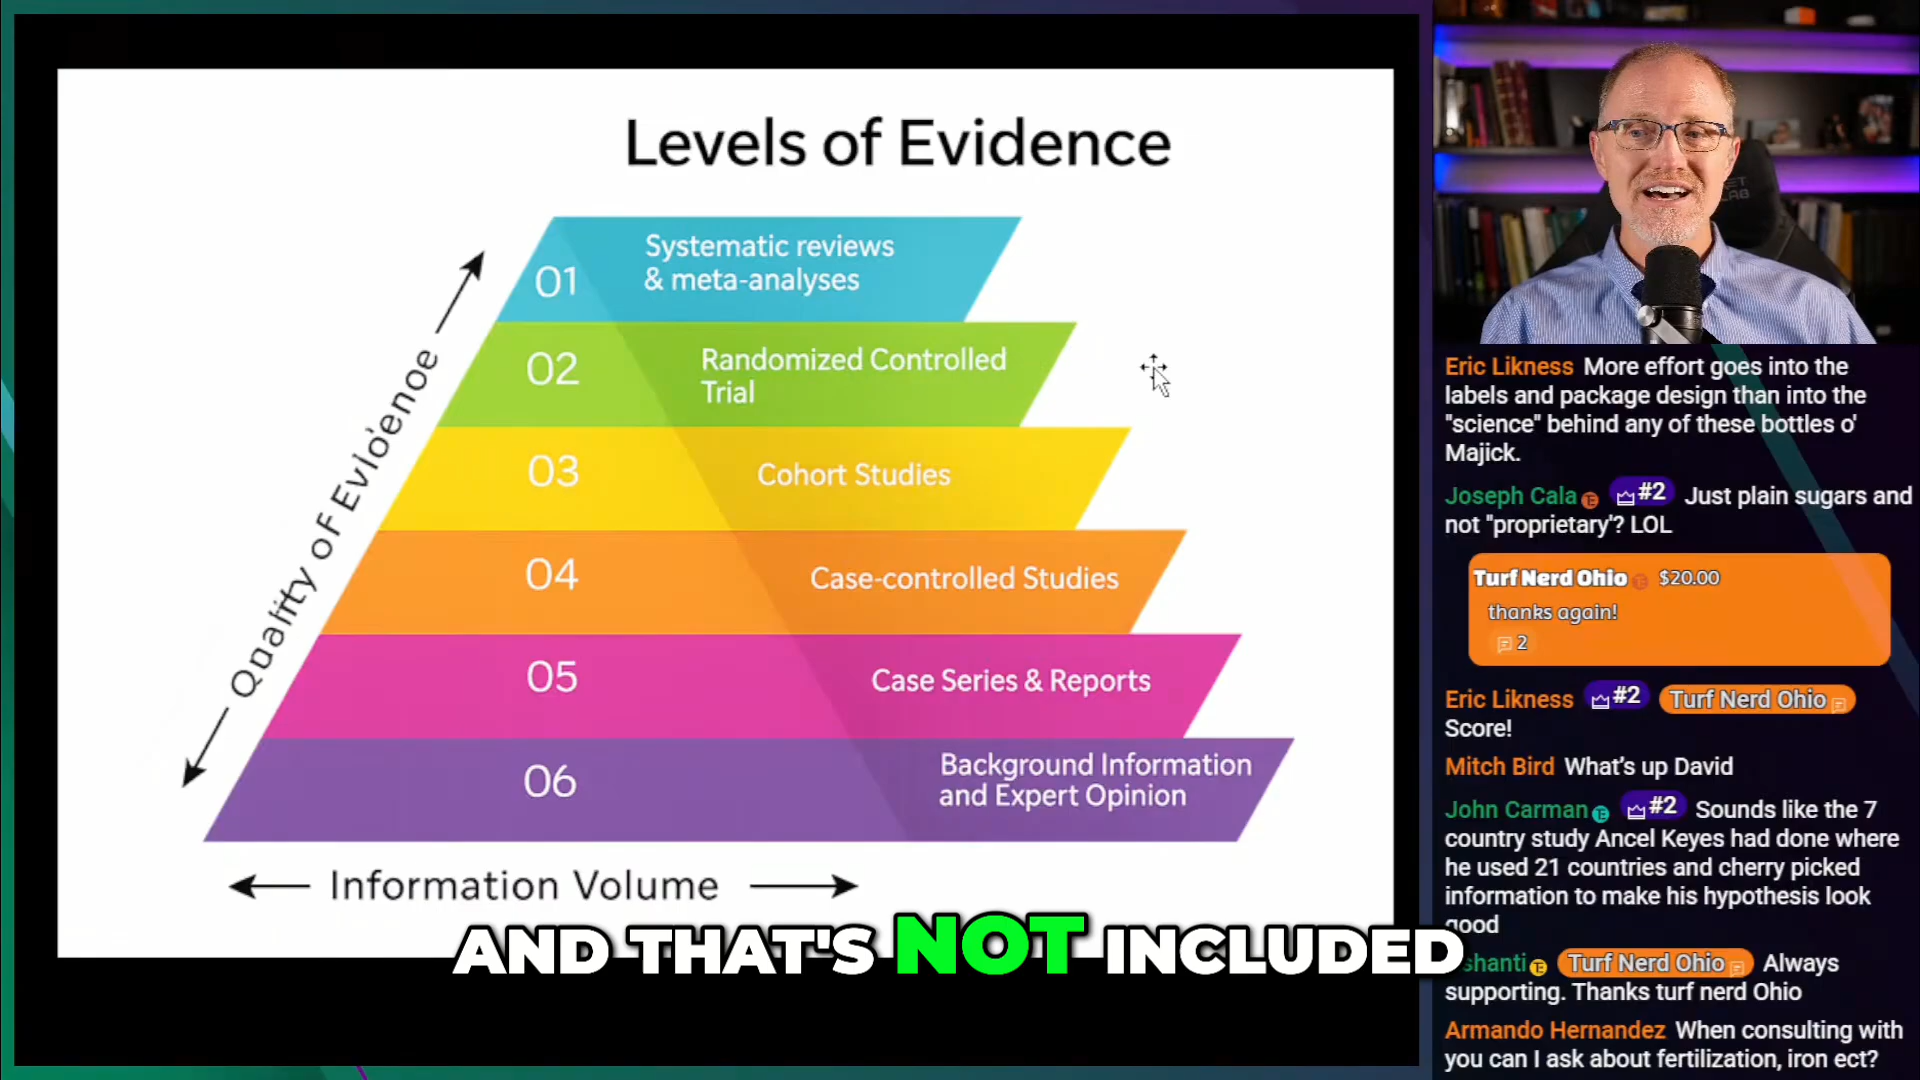 Levels of Evidence
01
Systematic reviews
& meta-analyses
02
Randomized Controlled
Trial
03
Cohort Studies
04
Case-controlled Studies
05
Case Series & Reports
06
Background Information
and Expert Opinion
Quality of Evidence
Information Volume
AND THAT'S NOT INCLUDED
Eric Likness More effort goes into the
labels and package design than into the
"science" behind any of these bottles o'
Majick.
Joseph Cala #2 Just plain sugars and
not "proprietary'? LOL
Turf Nerd Ohio $20.00
thanks again!
2
Eric Likness #2 Turf Nerd Ohio
Score!
Mitch Bird What's up David
John Carman #2 Sounds like the 7
country study Ancel Keyes had done where
he used 21 countries and cherry picked
information to make his hypothesis look
good
shanti Turf Nerd Ohio Always
supporting. Thanks turf nerd Ohio
Armando Hernandez When consulting with
you can I ask about fertilization, iron ect?